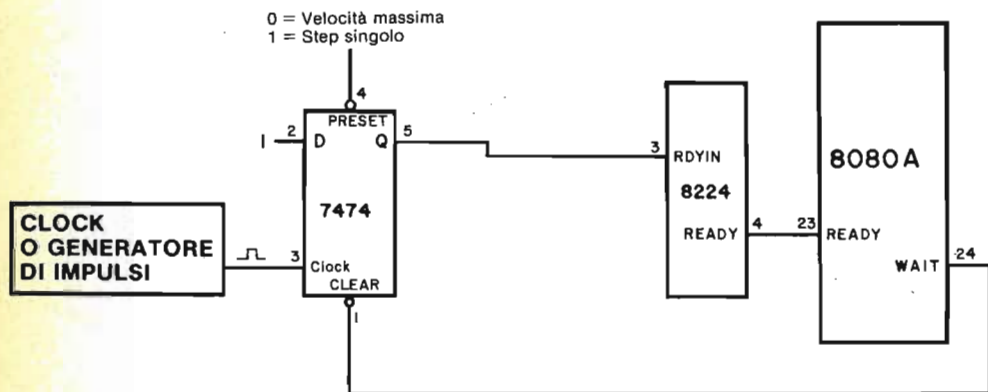 0 = Velocità massima
1 = Step singolo
4
PRESET
2
D
Q
5
1
7474
CLOCK
O GENERATORE
DI IMPULSI
3
Clock
CLEAR
1
3
RDYIN
8224
READY
4
23
8080A
READY
WAIT
24